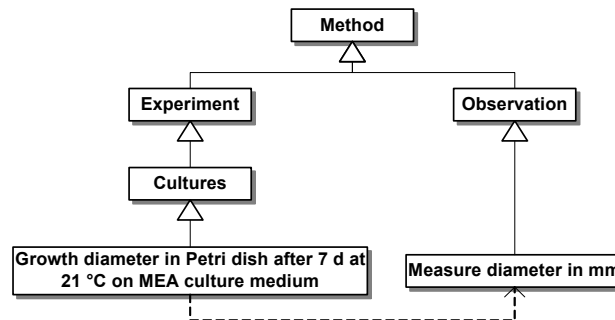 Method
Experiment
Observation
Cultures
Growth diameter in Petri dish after 7 d at
21 °C on MEA culture medium
Measure diameter in mm